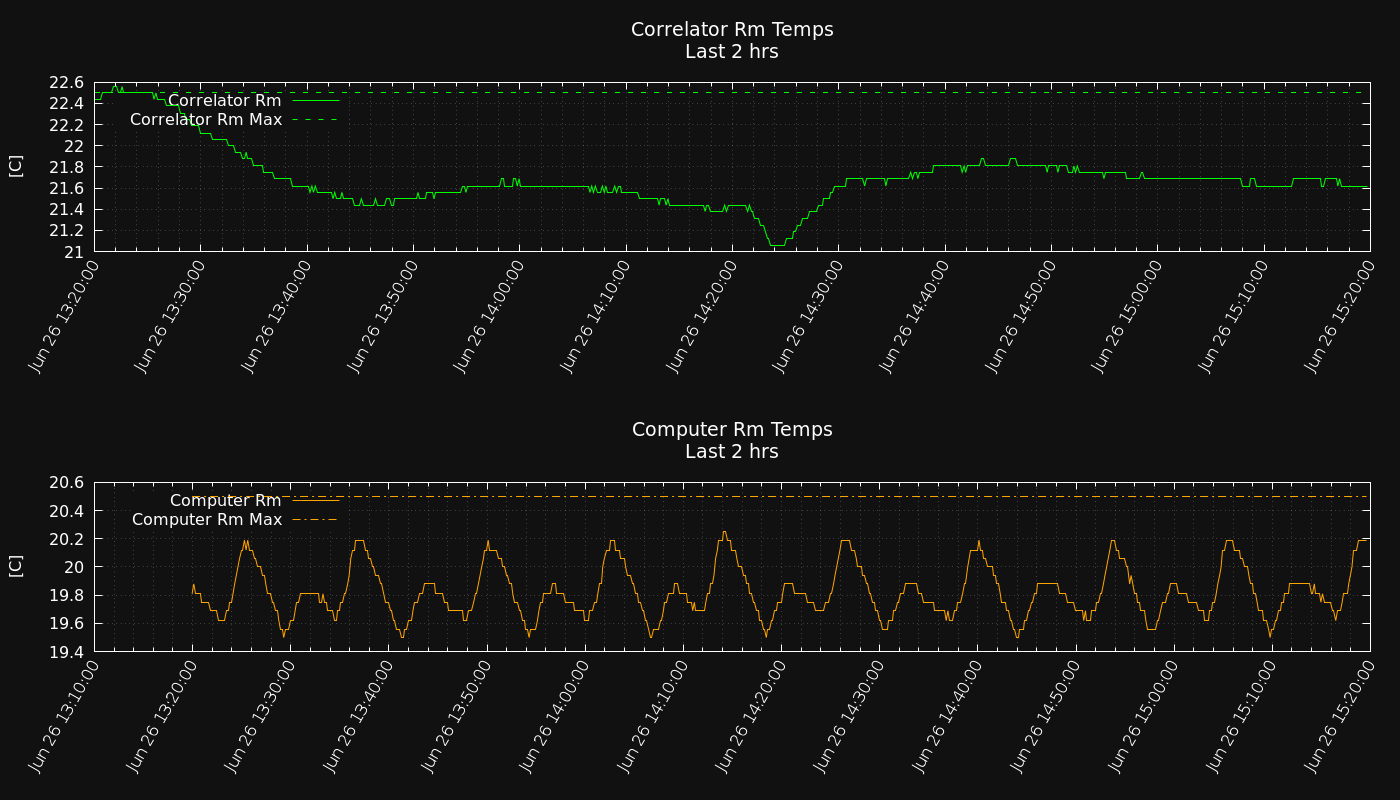 Correlator Rm Temps
Last 2 hrs
[C]
22.6
22.4
22.2
22
21.8
21.6
21.4
21.2
21
Correlator Rm
Correlator Rm Max
Jun 26 13:20:00
Jun 26 13:30:00
Jun 26 13:40:00
Jun 26 13:50:00
Jun 26 14:00:00
Jun 26 14:10:00
Jun 26 14:20:00
Jun 26 14:30:00
Jun 26 14:40:00
Jun 26 14:50:00
Jun 26 15:00:00
Jun 26 15:10:00
Jun 26 15:20:00
Computer Rm Temps
Last 2 hrs
[C]
20.6
20.4
20.2
20
19.8
19.6
19.4
Computer Rm
Computer Rm Max
Jun 26 13:10:00
Jun 26 13:20:00
Jun 26 13:30:00
Jun 26 13:40:00
Jun 26 13:50:00
Jun 26 14:00:00
Jun 26 14:10:00
Jun 26 14:20:00
Jun 26 14:30:00
Jun 26 14:40:00
Jun 26 14:50:00
Jun 26 15:00:00
Jun 26 15:10:00
Jun 26 15:20:00